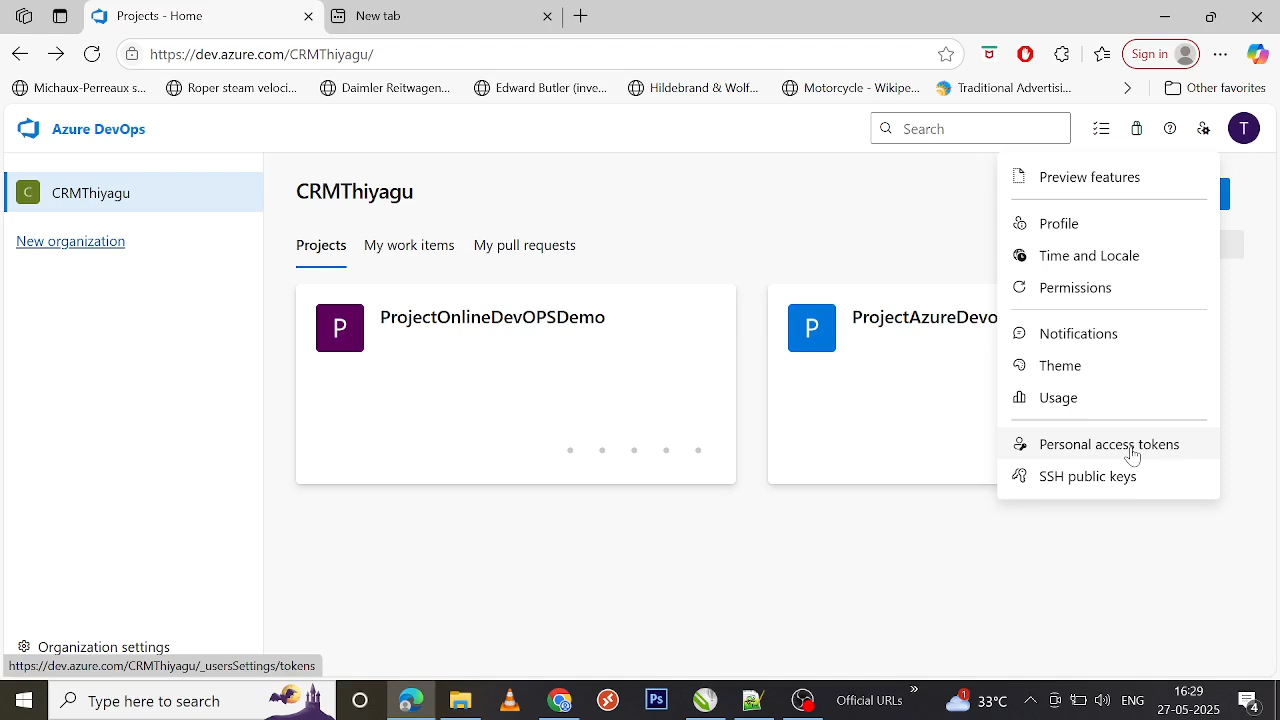 Projects - Home
New tab
https://dev.azure.com/CRMThiyagu/
Sign in
Michaux-Perreaux s...
Roper steam veloci...
Daimler Reitwagen...
Edward Butler (inve...
Hildebrand & Wolf...
Motorcycle - Wikipe...
Traditional Advertisi...
Other favorites
Azure DevOps
Search
T
C
CRMThiyagu
New organization
CRMThiyagu
Projects
My work items
My pull requests
P
ProjectOnlineDevOPSDemo
P
ProjectAzureDevo
Preview features
Profile
Time and Locale
Permissions
Notifications
Theme
Usage
Personal access tokens
SSH public keys
Organization settings
https://dev.azure.com/CRMThiyagu/_usersSettings/tokens
Type here to search
Ps
Official URLs
1
33°C
ENG
16:29
27-05-2025
4